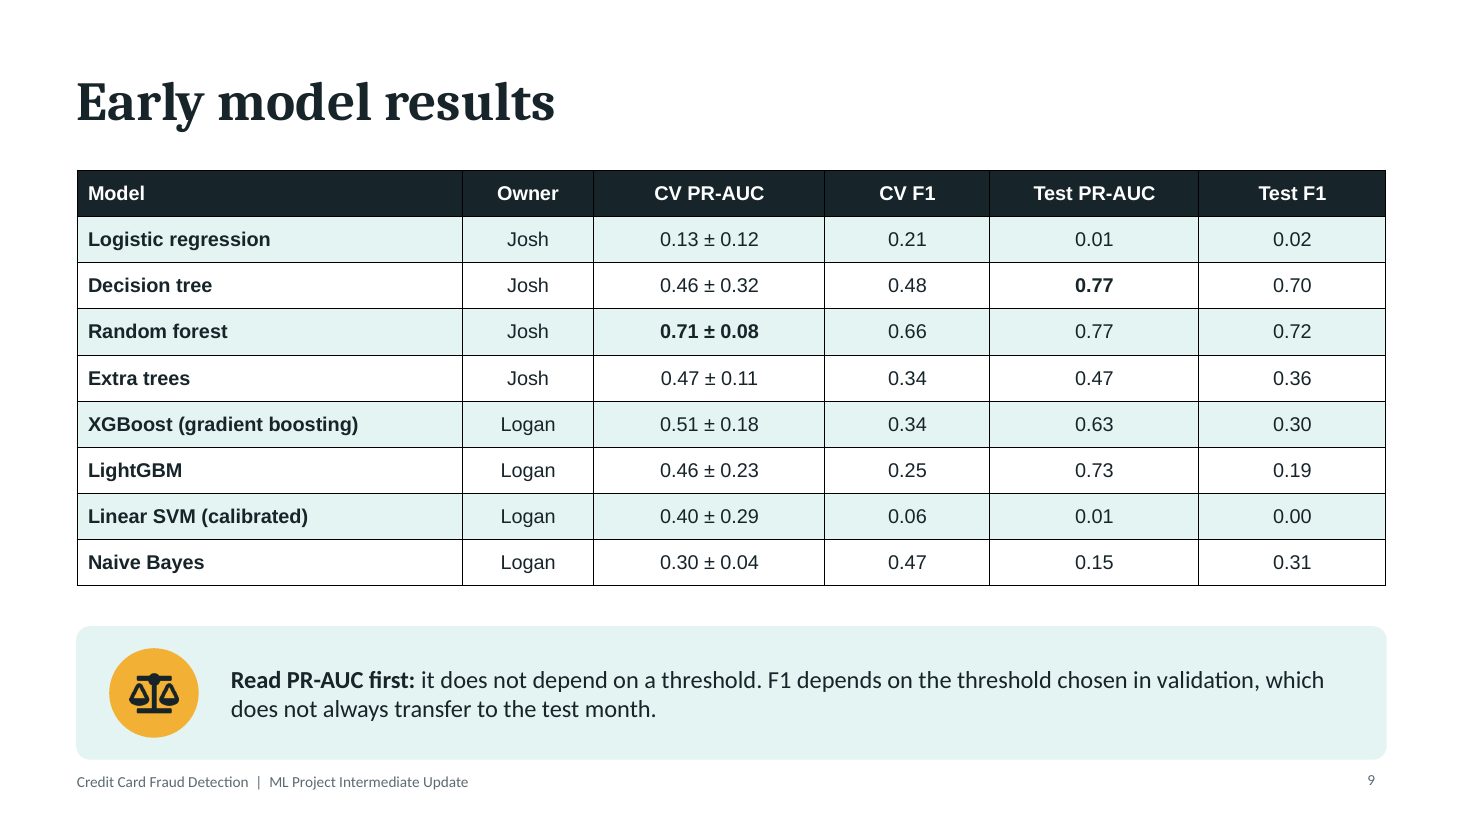 Early model results
Model Owner CV PR-AUC CV F1 Test PR-AUC Test F1
Logistic regression Josh 0.13 ± 0.12 0.21 0.01 0.02
Decision tree Josh 0.46 ± 0.32 0.48 0.77 0.70
Random forest Josh 0.71 ± 0.08 0.66 0.77 0.72
Extra trees Josh 0.47 ± 0.11 0.34 0.47 0.36
XGBoost (gradient boosting) Logan 0.51 ± 0.18 0.34 0.63 0.30
LightGBM Logan 0.46 ± 0.23 0.25 0.73 0.19
Linear SVM (calibrated) Logan 0.40 ± 0.29 0.06 0.01 0.00
Naive Bayes Logan 0.30 ± 0.04 0.47 0.15 0.31
Read PR-AUC first: it does not depend on a threshold. F1 depends on the threshold chosen in validation, which
does not always transfer to the test month.
Credit Card Fraud Detection | ML Project Intermediate Update 9